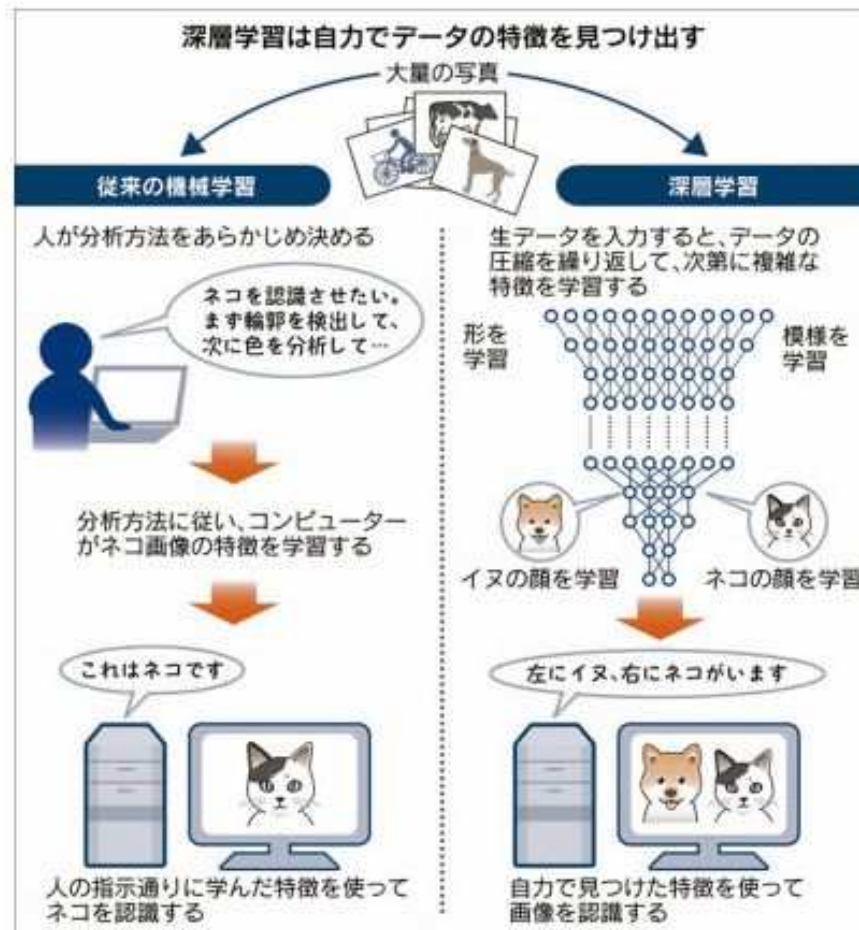 深層学習は自力でデータの特徴を見つけ出す
大量の写真
従来の機械学習
人が分析方法をあらかじめ決める
ネコを認識させたい。
まず輪郭を検出して、
次に色を分析して…
分析方法に従い、コンピューター
がネコ画像の特徴を学習する
これはネコです
人の指示通りに学んだ特徴を使って
ネコを認識する
深層学習
生データを入力すると、データの
圧縮を繰り返して、次第に複雑な
特徴を学習する
形を
学習
模様を
学習
イヌの顔を学習
ネコの顔を学習
左にイヌ、右にネコがいます
自力で見つけた特徴を使って
画像を認識する